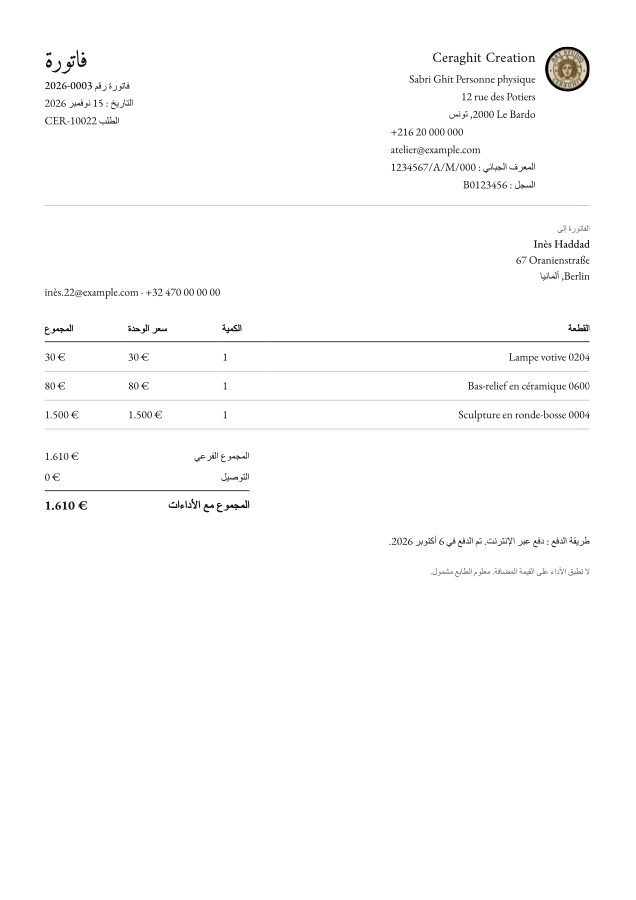 Ceraghit Creation
Sabri Ghit Personne physique
12 rue des Potiers
2000 Le Bardo, تونس
+216 20 000 000
atelier@example.com
المعرف الجبائي : 1234567/A/M/000
السجل : B0123456
فاتورة
فاتورة رقم 2026-0003
التاريخ : 15 نوفمبر 2026
الطلب CER-10022
الفاتورة إلى
Inès Haddad
67 Oranienstraße
Berlin, ألمانيا
inès.22@example.com · +32 470 00 00 00
القطعة الكمية سعر الوحدة المجموع
Lampe votive 0204 1 30 € 30 €
Bas-relief en céramique 0600 1 80 € 80 €
Sculpture en ronde-bosse 0004 1 1.500 € 1.500 €
المجموع الفرعي 1.610 €
التوصيل 0 €
المجموع مع الأداءات 1.610 €
طريقة الدفع : دفع عبر الإنترنت. تم الدفع في 6 أكتوبر 2026.
لا تطبق الأداء على القيمة المضافة. معلوم الطابع مشمول.